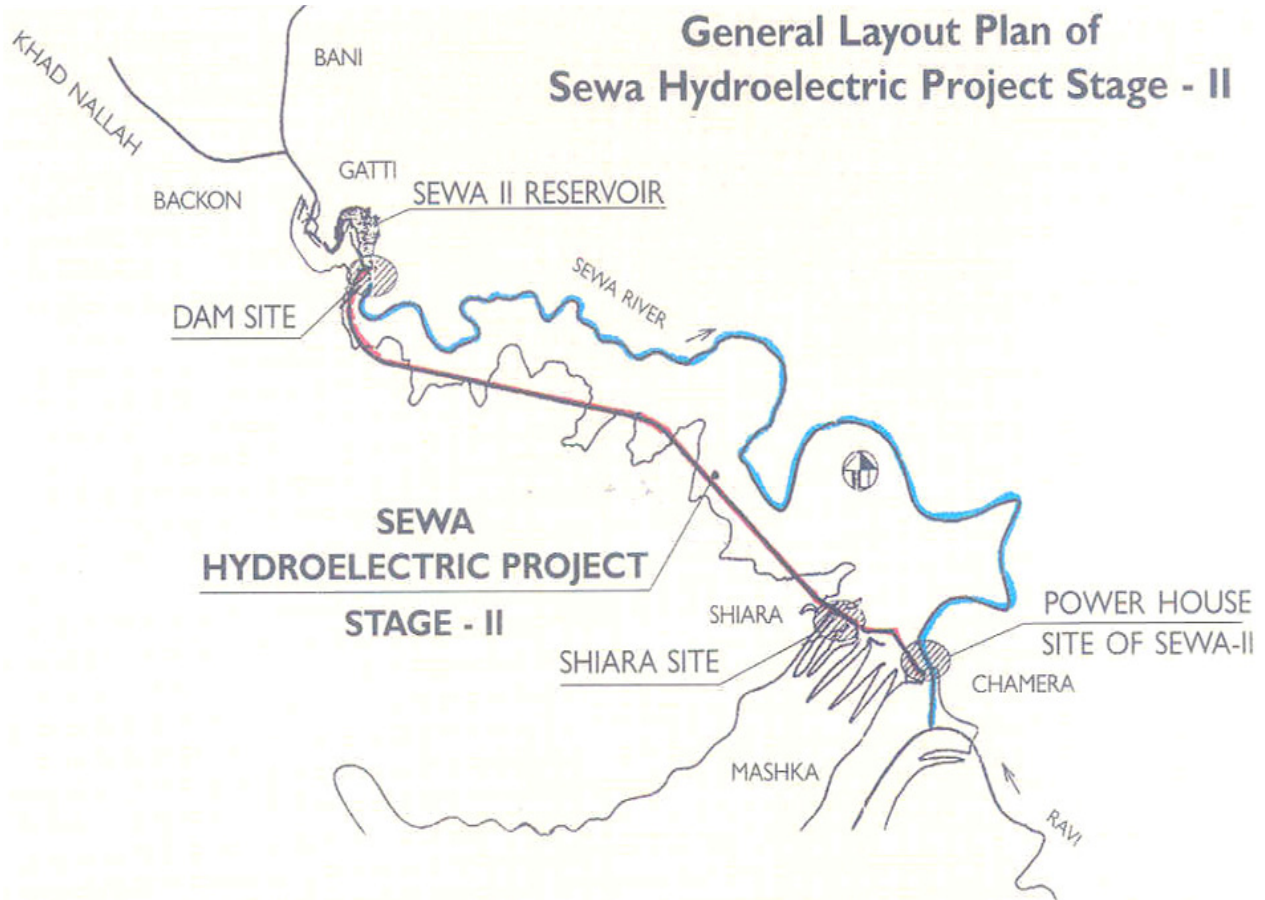 General Layout Plan of
Sewa Hydroelectric Project Stage - II
KHAD NALLAH
BANI
GATTI
BACKON
SEWA II RESERVOIR
SEWA RIVER
DAM SITE
SEWA
HYDROELECTRIC PROJECT
STAGE - II
SHIARA
POWER HOUSE
SITE OF SEWA-II
SHIARA SITE
CHAMERA
MASHKA
RAVI